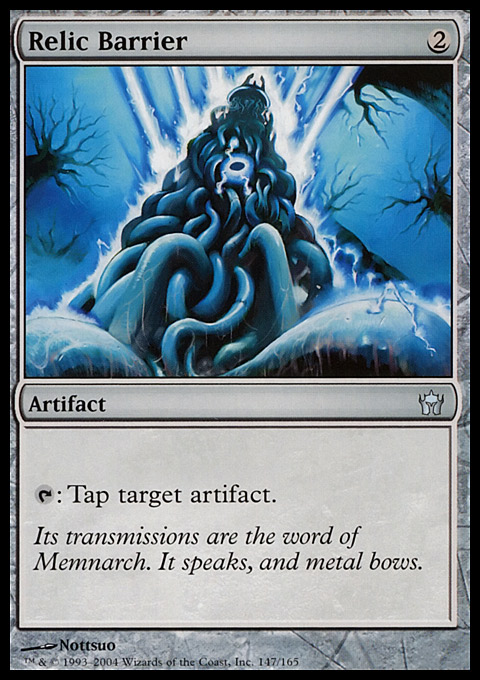 Relic Barrier 2
Artifact
: Tap target artifact.
Its transmissions are the word of
Memnarch. It speaks, and metal bows.
Nottsuo
™ & © 1993–2004 Wizards of the Coast, Inc. 147/165